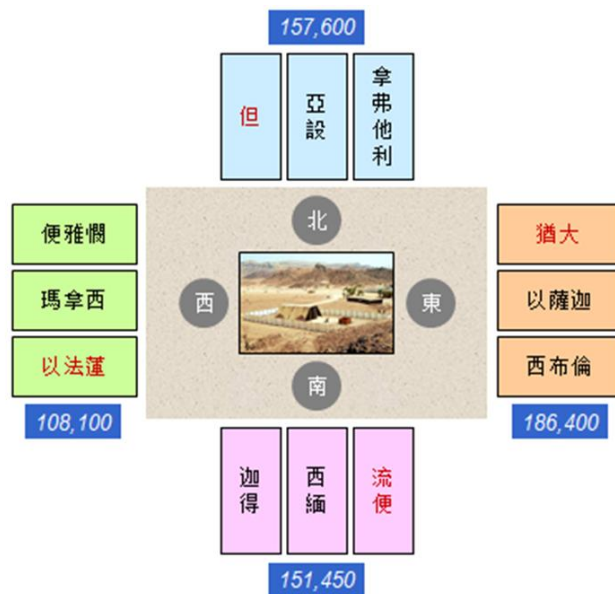 157,600
但
亞設
拿弗他利
便雅憫
瑪拿西
以法蓮
108,100
北
西
東
南
猶大
以薩迦
西布倫
186,400
迦得
西緬
流便
151,450